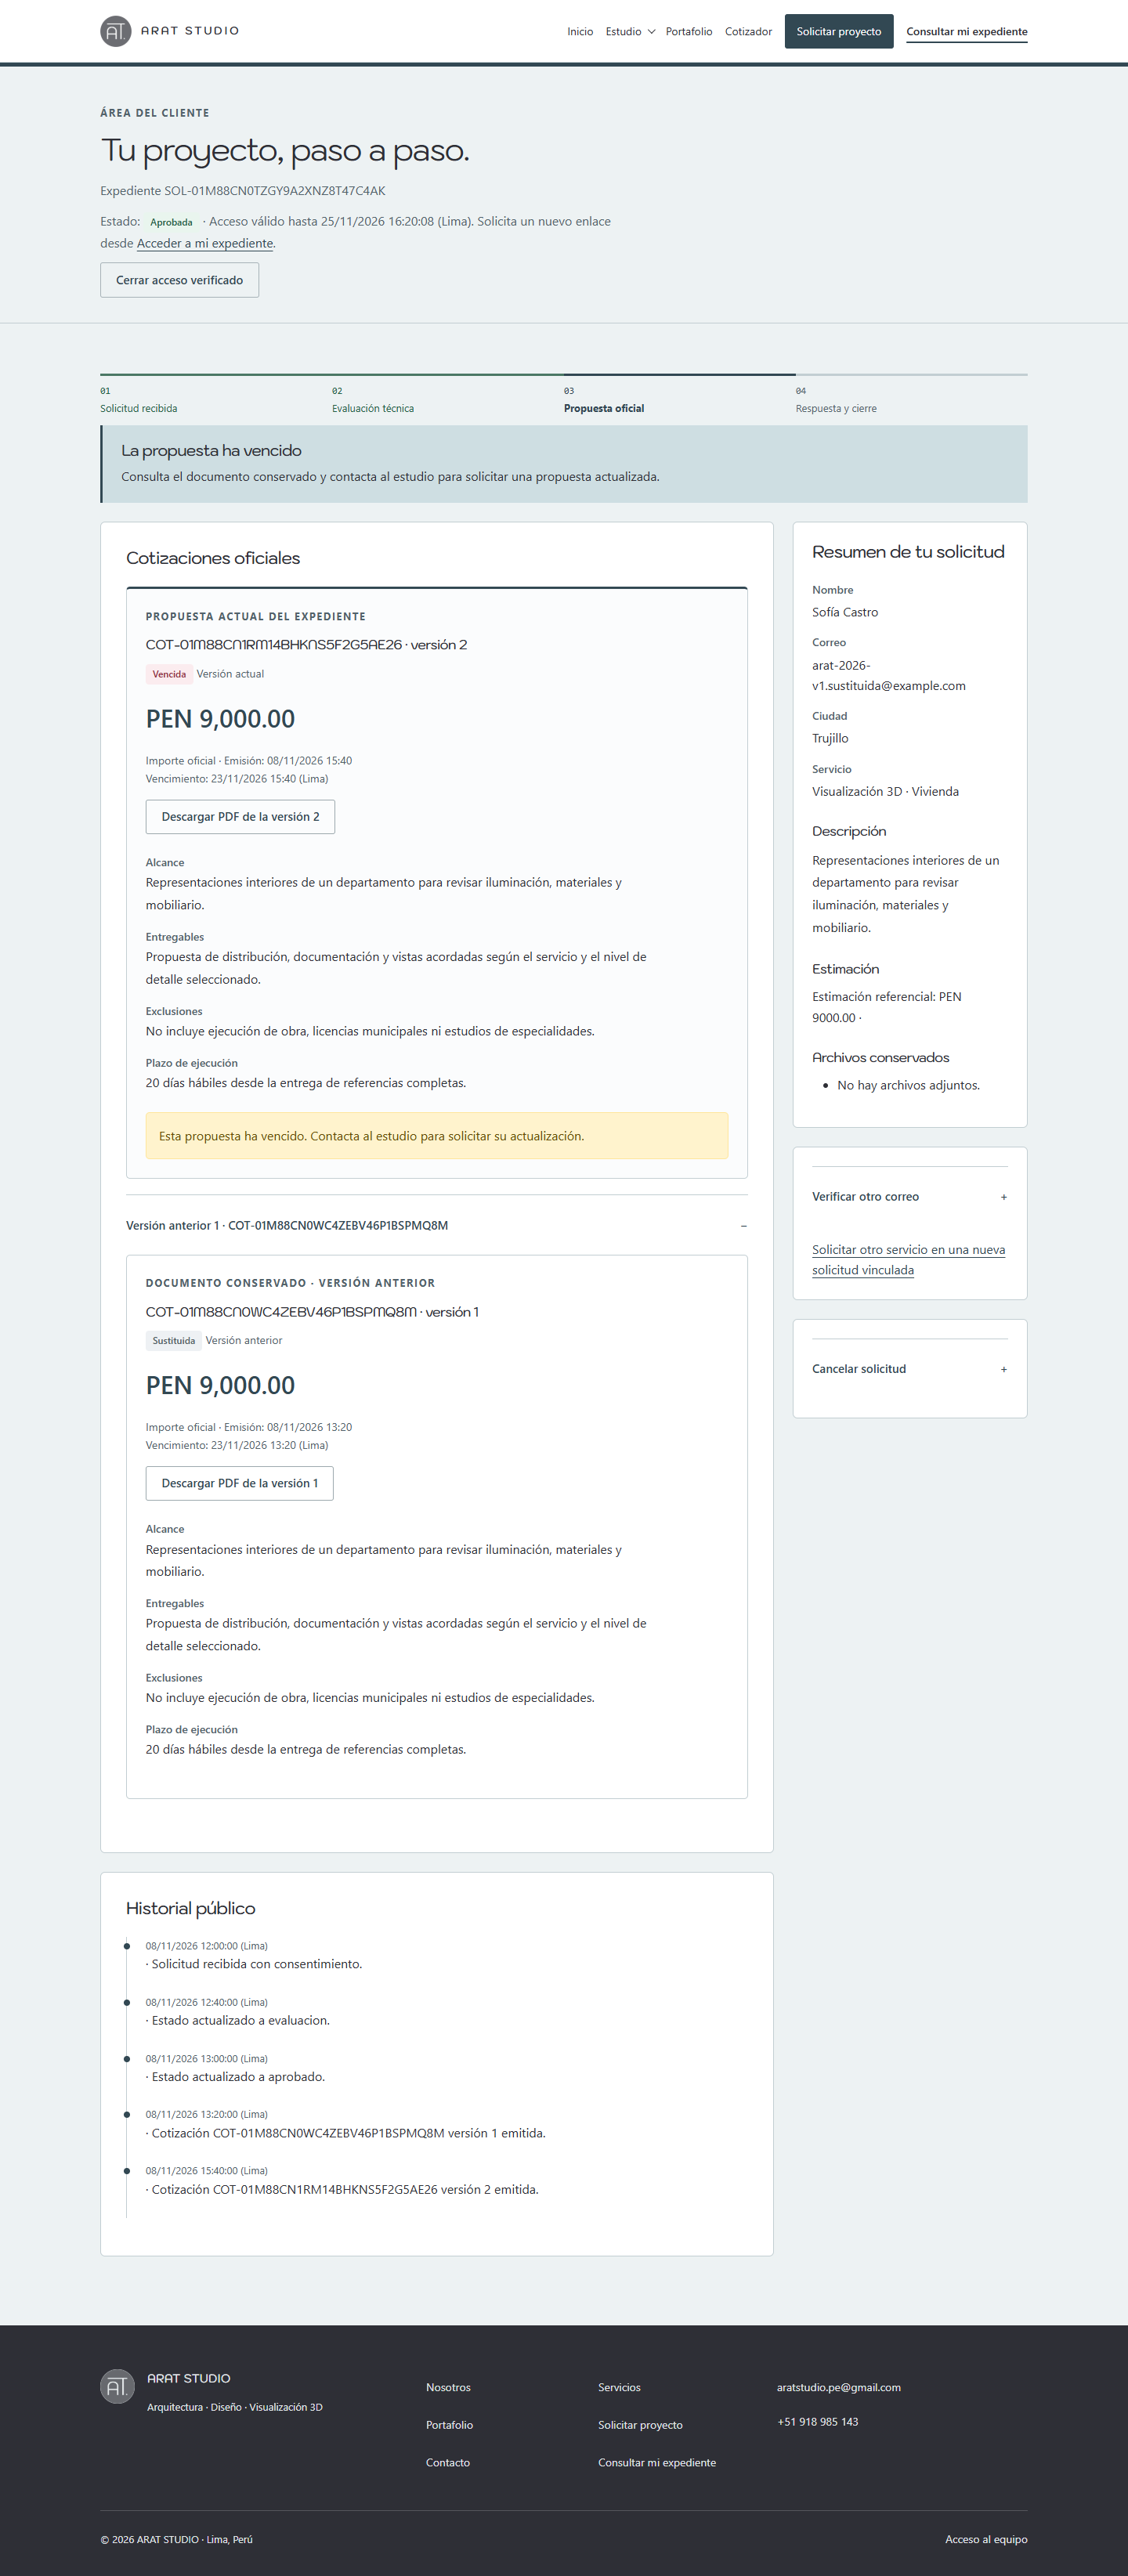 ARAT STUDIO
Inicio Estudio Portafolio Cotizador Solicitar proyecto Consultar mi expediente
ÁREA DEL CLIENTE
Tu proyecto, paso a paso.
Expediente SOL-01M88CN0TZGY9A2XNZ8T47C4AK
Estado: Aprobada · Acceso válido hasta 25/11/2026 16:20:08 (Lima). Solicita un nuevo enlace
desde Acceder a mi expediente.
Cerrar acceso verificado
01
Solicitud recibida
02
Evaluación técnica
03
Propuesta oficial
04
Respuesta y cierre
La propuesta ha vencido
Consulta el documento conservado y contacta al estudio para solicitar una propuesta actualizada.
Cotizaciones oficiales
PROPUESTA ACTUAL DEL EXPEDIENTE
COT-01M88CN1RM14BHKNS5F2G5AE26 · versión 2
Vencida Versión actual
PEN 9,000.00
Importe oficial · Emisión: 08/11/2026 15:40
Vencimiento: 23/11/2026 15:40 (Lima)
Descargar PDF de la versión 2
Alcance
Representaciones interiores de un departamento para revisar iluminación, materiales y
mobiliario.
Entregables
Propuesta de distribución, documentación y vistas acordadas según el servicio y el nivel de
detalle seleccionado.
Exclusiones
No incluye ejecución de obra, licencias municipales ni estudios de especialidades.
Plazo de ejecución
20 días hábiles desde la entrega de referencias completas.
Esta propuesta ha vencido. Contacta al estudio para solicitar su actualización.
Versión anterior 1 · COT-01M88CN0WC4ZEBV46P1BSPMQ8M −
DOCUMENTO CONSERVADO · VERSIÓN ANTERIOR
COT-01M88CN0WC4ZEBV46P1BSPMQ8M · versión 1
Sustituida Versión anterior
PEN 9,000.00
Importe oficial · Emisión: 08/11/2026 13:20
Vencimiento: 23/11/2026 13:20 (Lima)
Descargar PDF de la versión 1
Alcance
Representaciones interiores de un departamento para revisar iluminación, materiales y
mobiliario.
Entregables
Propuesta de distribución, documentación y vistas acordadas según el servicio y el nivel de
detalle seleccionado.
Exclusiones
No incluye ejecución de obra, licencias municipales ni estudios de especialidades.
Plazo de ejecución
20 días hábiles desde la entrega de referencias completas.
Resumen de tu solicitud
Nombre
Sofía Castro
Correo
arat-2026-
v1.sustituida@example.com
Ciudad
Trujillo
Servicio
Visualización 3D · Vivienda
Descripción
Representaciones interiores de un
departamento para revisar
iluminación, materiales y
mobiliario.
Estimación
Estimación referencial: PEN
9000.00 ·
Archivos conservados
• No hay archivos adjuntos.
Verificar otro correo +
Solicitar otro servicio en una nueva
solicitud vinculada
Cancelar solicitud +
Historial público
08/11/2026 12:00:00 (Lima)
· Solicitud recibida con consentimiento.
08/11/2026 12:40:00 (Lima)
· Estado actualizado a evaluacion.
08/11/2026 13:00:00 (Lima)
· Estado actualizado a aprobado.
08/11/2026 13:20:00 (Lima)
· Cotización COT-01M88CN0WC4ZEBV46P1BSPMQ8M versión 1 emitida.
08/11/2026 15:40:00 (Lima)
· Cotización COT-01M88CN1RM14BHKNS5F2G5AE26 versión 2 emitida.
ARAT STUDIO
Arquitectura · Diseño · Visualización 3D
Nosotros
Portafolio
Contacto
Servicios
Solicitar proyecto
Consultar mi expediente
aratstudio.pe@gmail.com
+51 918 985 143
© 2026 ARAT STUDIO · Lima, Perú
Acceso al equipo